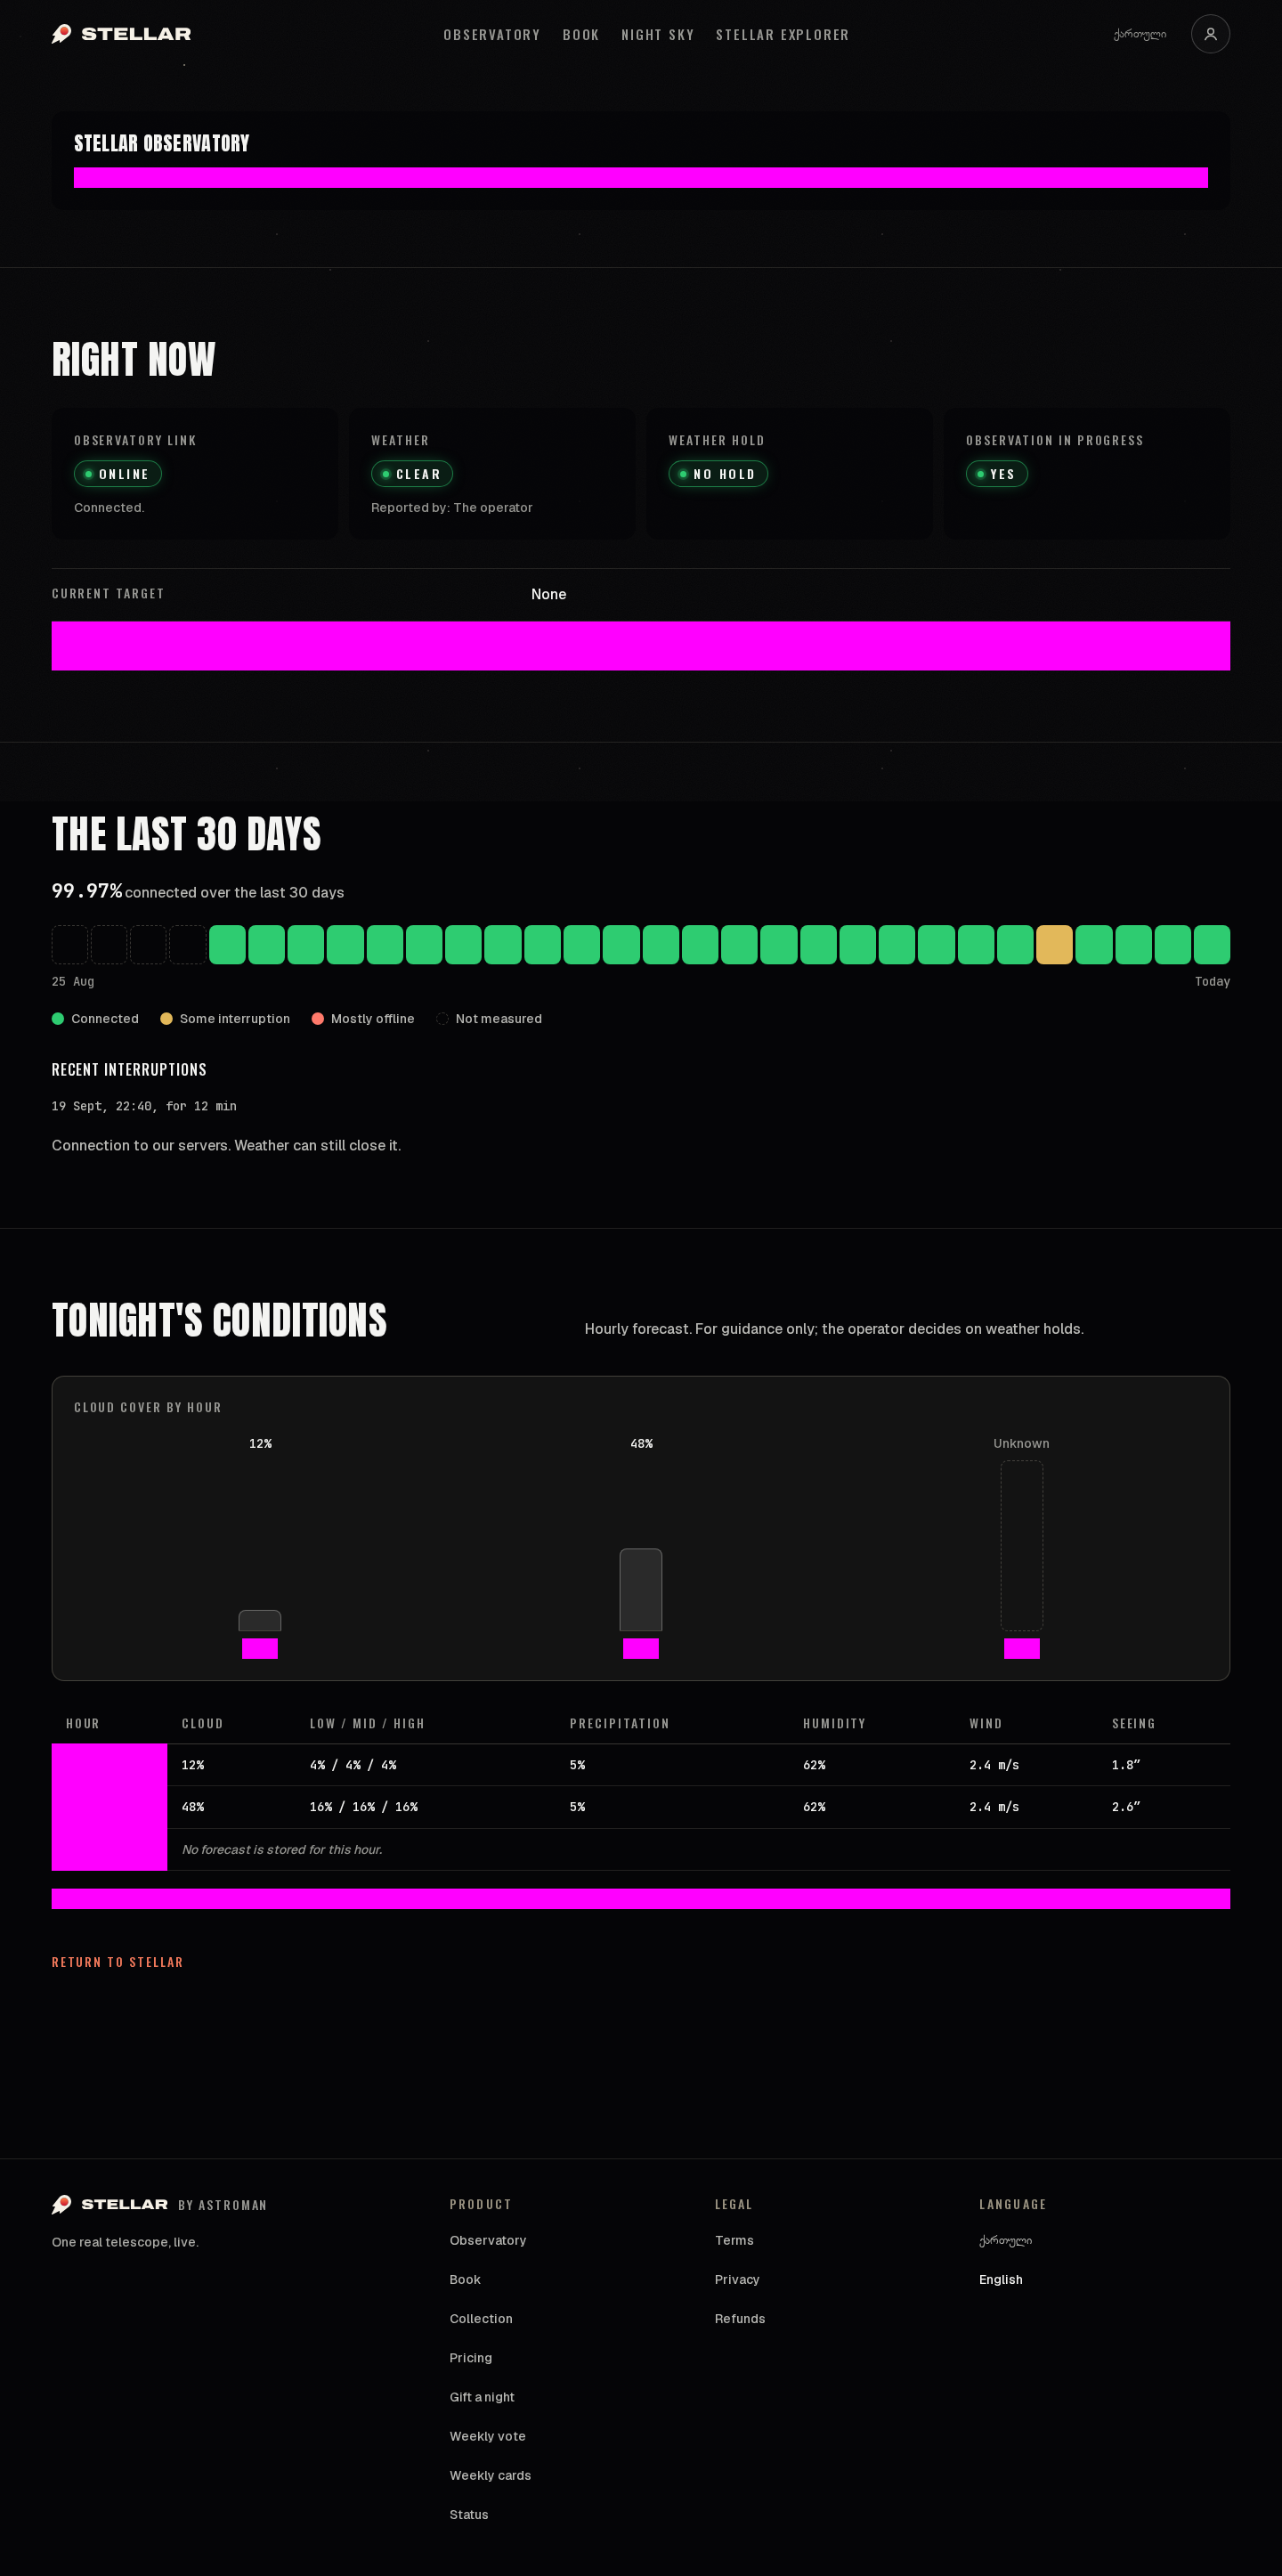 STELLAR
OBSERVATORY BOOK NIGHT SKY STELLAR EXPLORER
ქართული
STELLAR OBSERVATORY
RIGHT NOW
OBSERVATORY LINK
ONLINE
Connected.
WEATHER
CLEAR
Reported by: The operator
WEATHER HOLD
NO HOLD
OBSERVATION IN PROGRESS
YES
CURRENT TARGET None
THE LAST 30 DAYS
99.97% connected over the last 30 days
25 Aug Today
Connected Some interruption Mostly offline Not measured
RECENT INTERRUPTIONS
19 Sept, 22:40, for 12 min
Connection to our servers. Weather can still close it.
TONIGHT'S CONDITIONS
Hourly forecast. For guidance only; the operator decides on weather holds.
CLOUD COVER BY HOUR
12% 48% Unknown
HOUR CLOUD LOW / MID / HIGH PRECIPITATION HUMIDITY WIND SEEING
12% 4% / 4% / 4% 5% 62% 2.4 m/s 1.8″
48% 16% / 16% / 16% 5% 62% 2.4 m/s 2.6″
No forecast is stored for this hour.
RETURN TO STELLAR
STELLAR BY ASTROMAN
One real telescope, live.
PRODUCT
Observatory
Book
Collection
Pricing
Gift a night
Weekly vote
Weekly cards
Status
LEGAL
Terms
Privacy
Refunds
LANGUAGE
ქართული
English